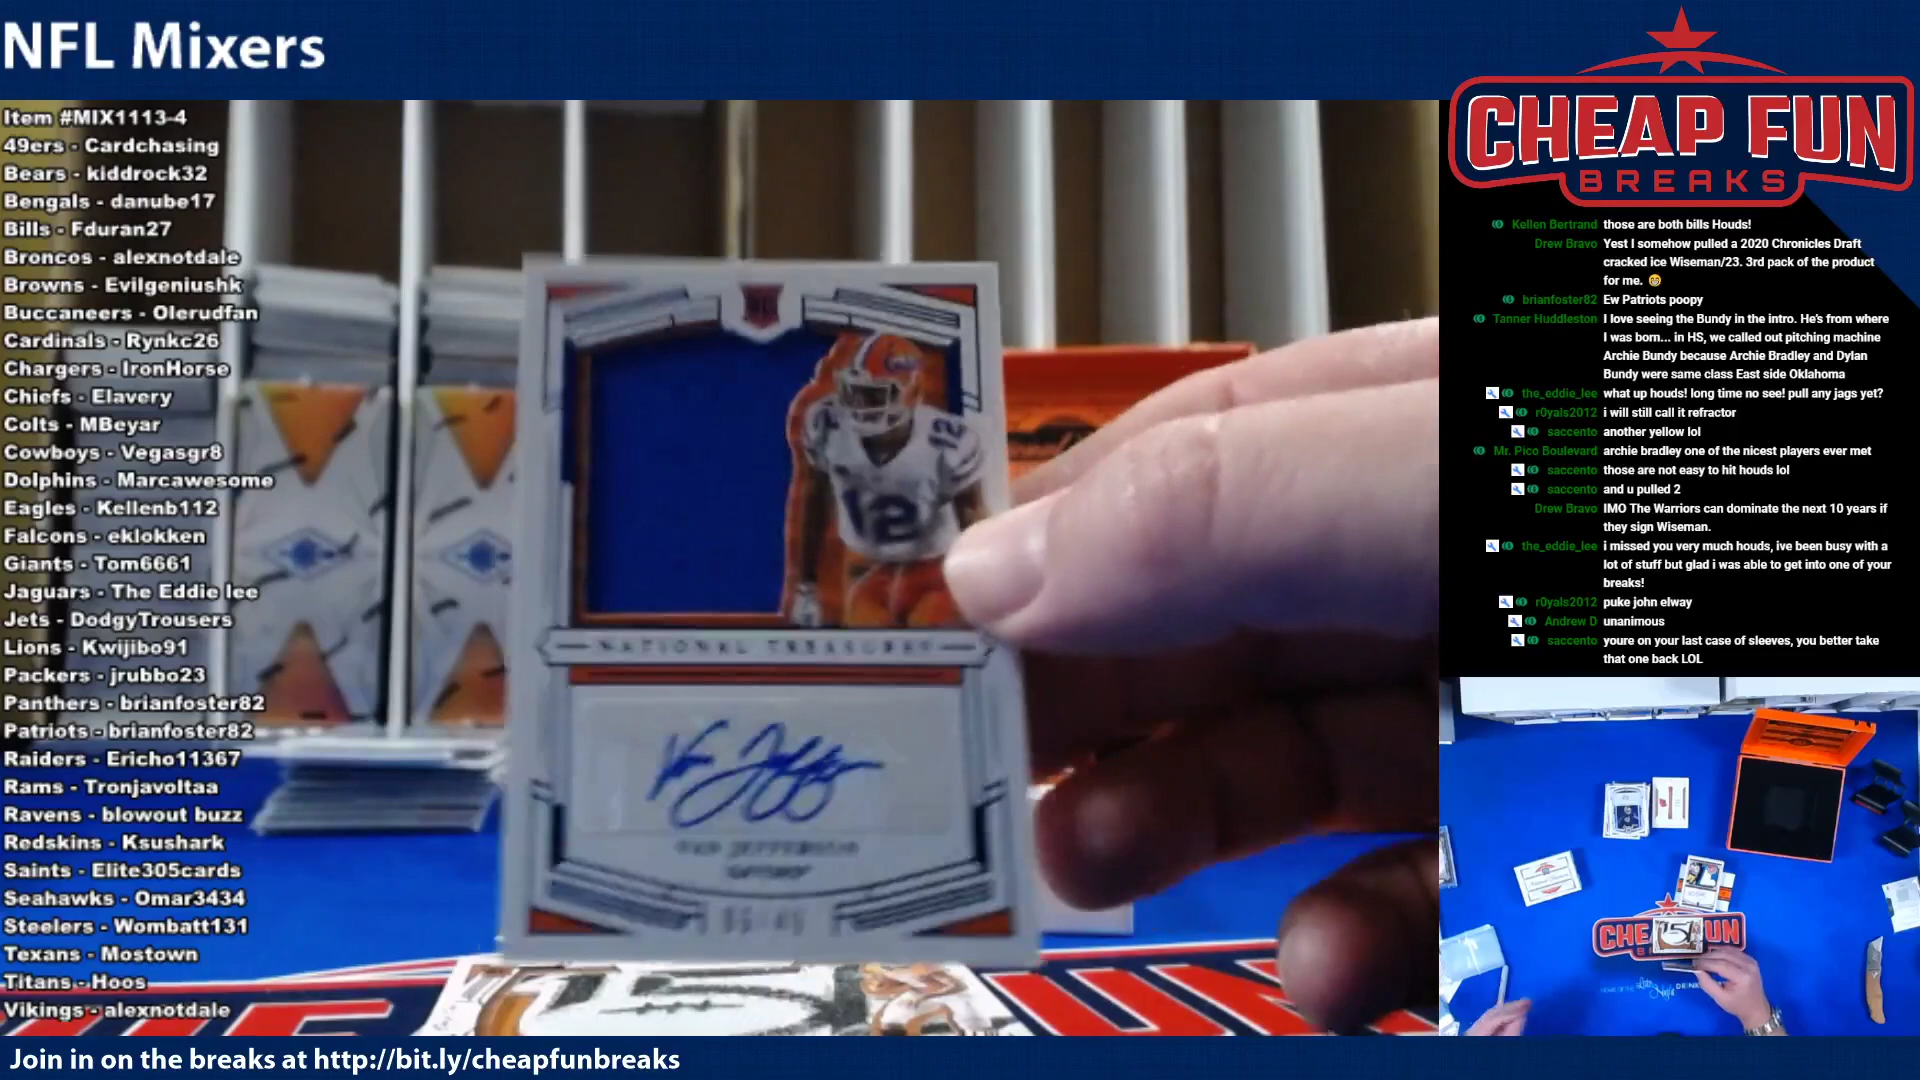 NFL Mixers
Item #MIX1113-4
49ers - Cardchasing
Bears - kiddrock32
Bengals - danube17
Bills - Fduran27
Broncos - alexnotdale
Browns - Evilgeniushk
Buccaneers - Olerudfan
Cardinals - Rynkc26
Chargers - IronHorse
Chiefs - Elavery
Colts - MBeyar
Cowboys - Vegasgr8
Dolphins - Marcawesome
Eagles - Kellenb112
Falcons - eklokken
Giants - Tom6661
Jaguars - The Eddie lee
Jets - DodgyTrousers
Lions - Kwijibo91
Packers - jrubbo23
Panthers - brianfoster82
Patriots - brianfoster82
Raiders - Ericho11367
Rams - Tronjavoltaa
Ravens - blowout buzz
Redskins - Ksushark
Saints - Elite305cards
Seahawks - Omar3434
Steelers - Wombatt131
Texans - Mostown
Titans - Hoos
Vikings - alexnotdale
12
12
NATIONAL TREASURES
Van Jefferson
VAN JEFFERSON
CHEAP FUN
BREAKS
Kellen Bertrand those are both bills Houds!
Drew Bravo Yest I somehow pulled a 2020 Chronicles Draft
cracked ice Wiseman/23. 3rd pack of the product
for me. 😁
brianfoster82 Ew Patriots poopy
Tanner Huddleston I love seeing the Bundy in the intro. He's from where
I was born... in HS, we called out pitching machine
Archie Bundy because Archie Bradley and Dylan
Bundy were same class East side Oklahoma
the_eddie_lee what up houds! long time no see! pull any jags yet?
r0yals2012 i will still call it refractor
saccento another yellow lol
Mr. Pico Boulevard archie bradley one of the nicest players ever met
saccento those are not easy to hit houds lol
saccento and u pulled 2
Drew Bravo IMO The Warriors can dominate the next 10 years if
they sign Wiseman.
the_eddie_lee i missed you very much houds, ive been busy with a
lot of stuff but glad i was able to get into one of your
breaks!
r0yals2012 puke john elway
Andrew D unanimous
saccento youre on your last case of sleeves, you better take
that one back LOL
CHEA FUN
Join in on the breaks at http://bit.ly/cheapfunbreaks